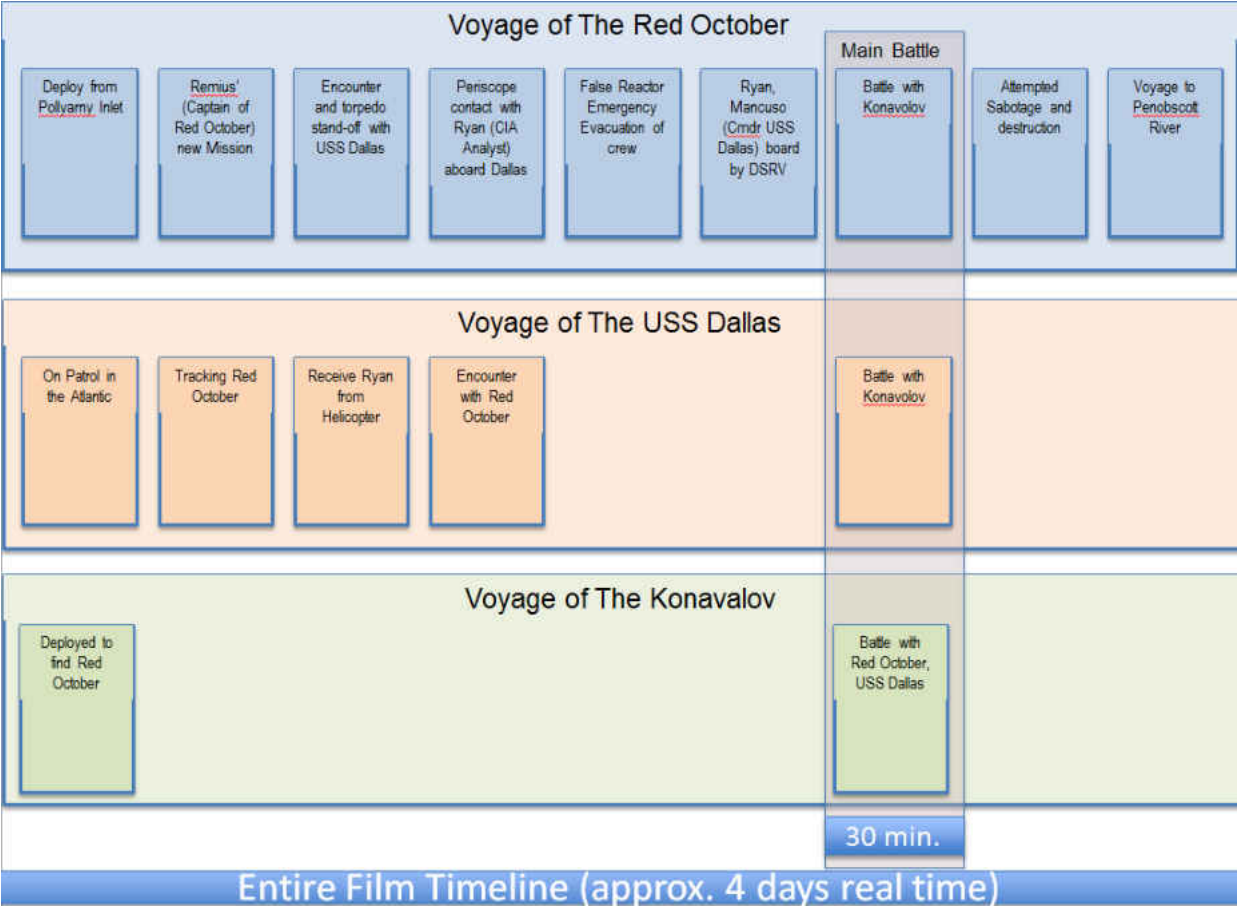 Voyage of The Red October
Main Battle
Deploy from
Pollyarny Inlet
Remius'
(Captain of
Red October)
new Mission
Encounter
and torpedo
stand-off with
USS Dallas
Periscope
contact with
Ryan (CIA
Analyst)
aboard Dallas
False Reactor
Emergency
Evacuation of
crew
Ryan,
Mancuso
(Cmdr USS
Dallas) board
by DSRV
Battle with
Konavolov
Attempted
Sabotage and
destruction
Voyage to
Penobscott
River
Voyage of The USS Dallas
On Patrol in
the Atlantic
Tracking Red
October
Receive Ryan
from
Helicopter
Encounter
with Red
October
Battle with
Konavolov
Voyage of The Konavalov
Deployed to
find Red
October
Battle with
Red October,
USS Dallas
30 min.
Entire Film Timeline (approx. 4 days real time)